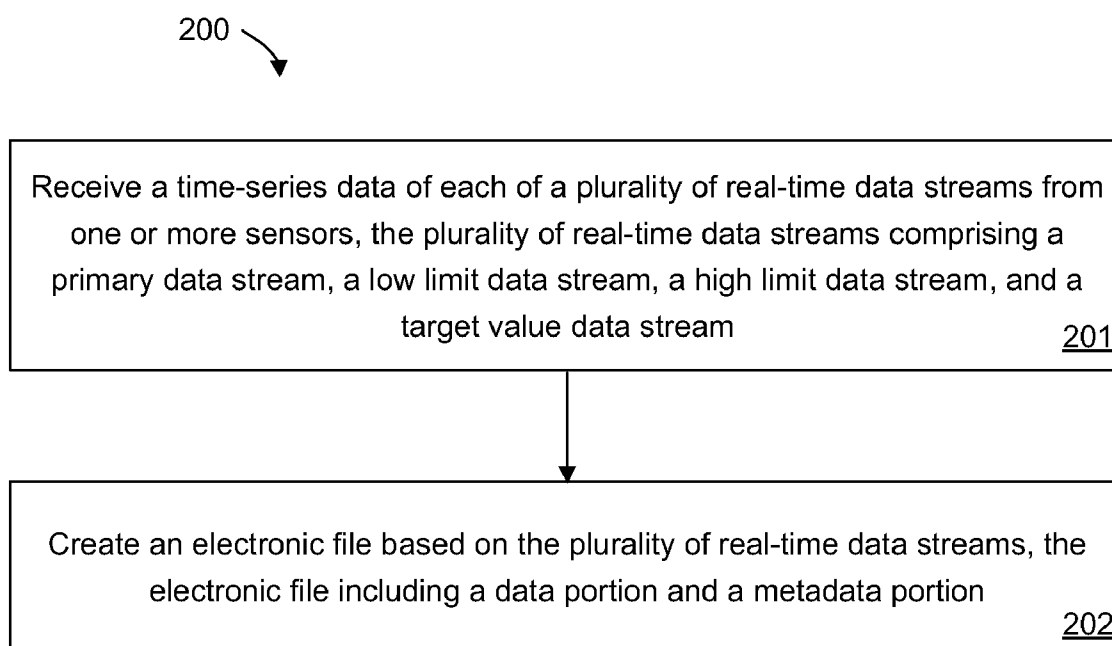 200
Receive a time-series data of each of a plurality of real-time data streams from
one or more sensors, the plurality of real-time data streams comprising a
primary data stream, a low limit data stream, a high limit data stream, and a
target value data stream
201
Create an electronic file based on the plurality of real-time data streams, the
electronic file including a data portion and a metadata portion
202